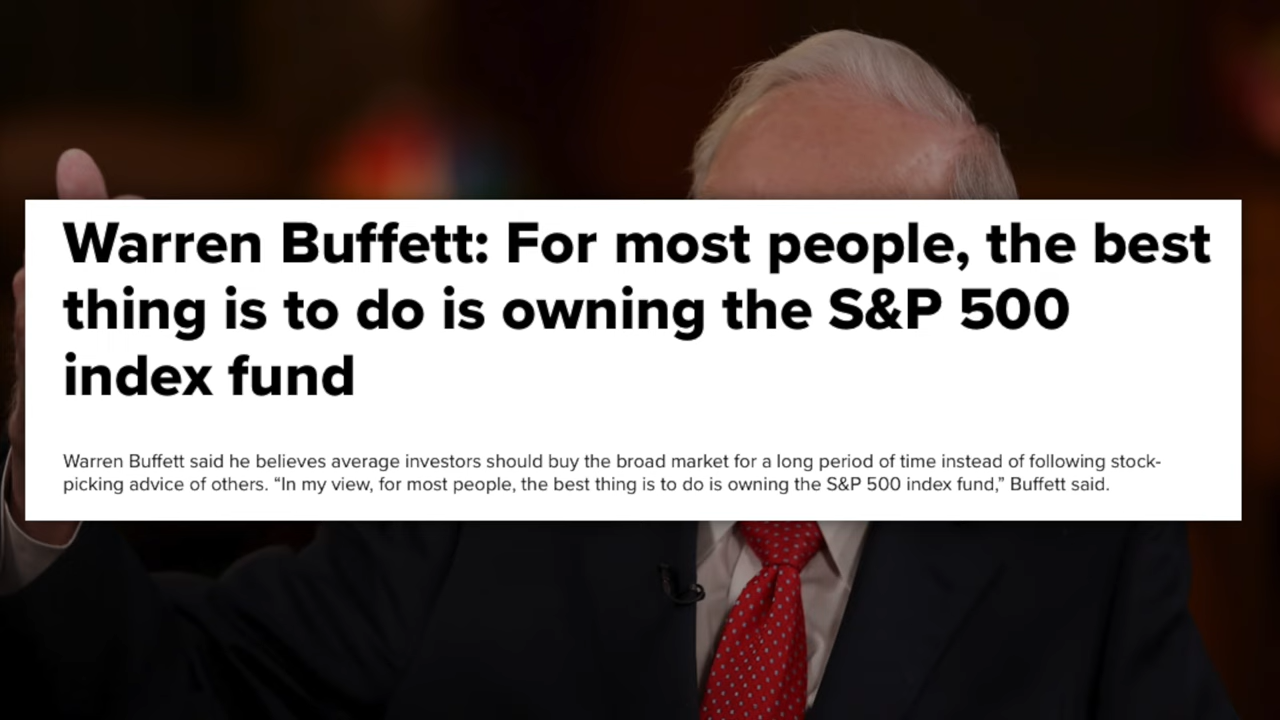 Warren Buffett: For most people, the best
thing is to do is owning the S&P 500
index fund
Warren Buffett said he believes average investors should buy the broad market for a long period of time instead of following stock-
picking advice of others. “In my view, for most people, the best thing is to do is owning the S&P 500 index fund,” Buffett said.